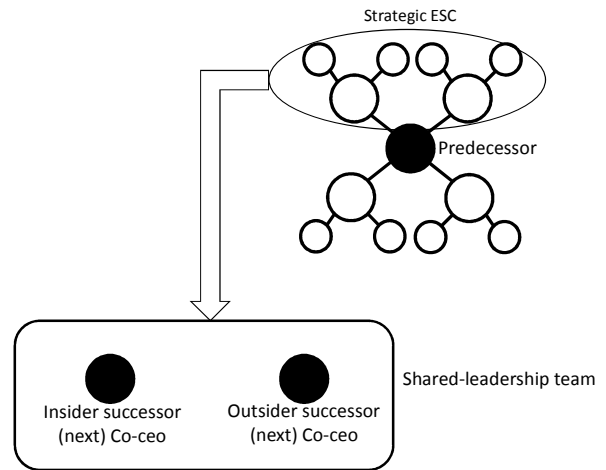 Strategic ESC
Predecessor
Shared-leadership team
Insider successor
(next) Co-ceo
Outsider successor
(next) Co-ceo